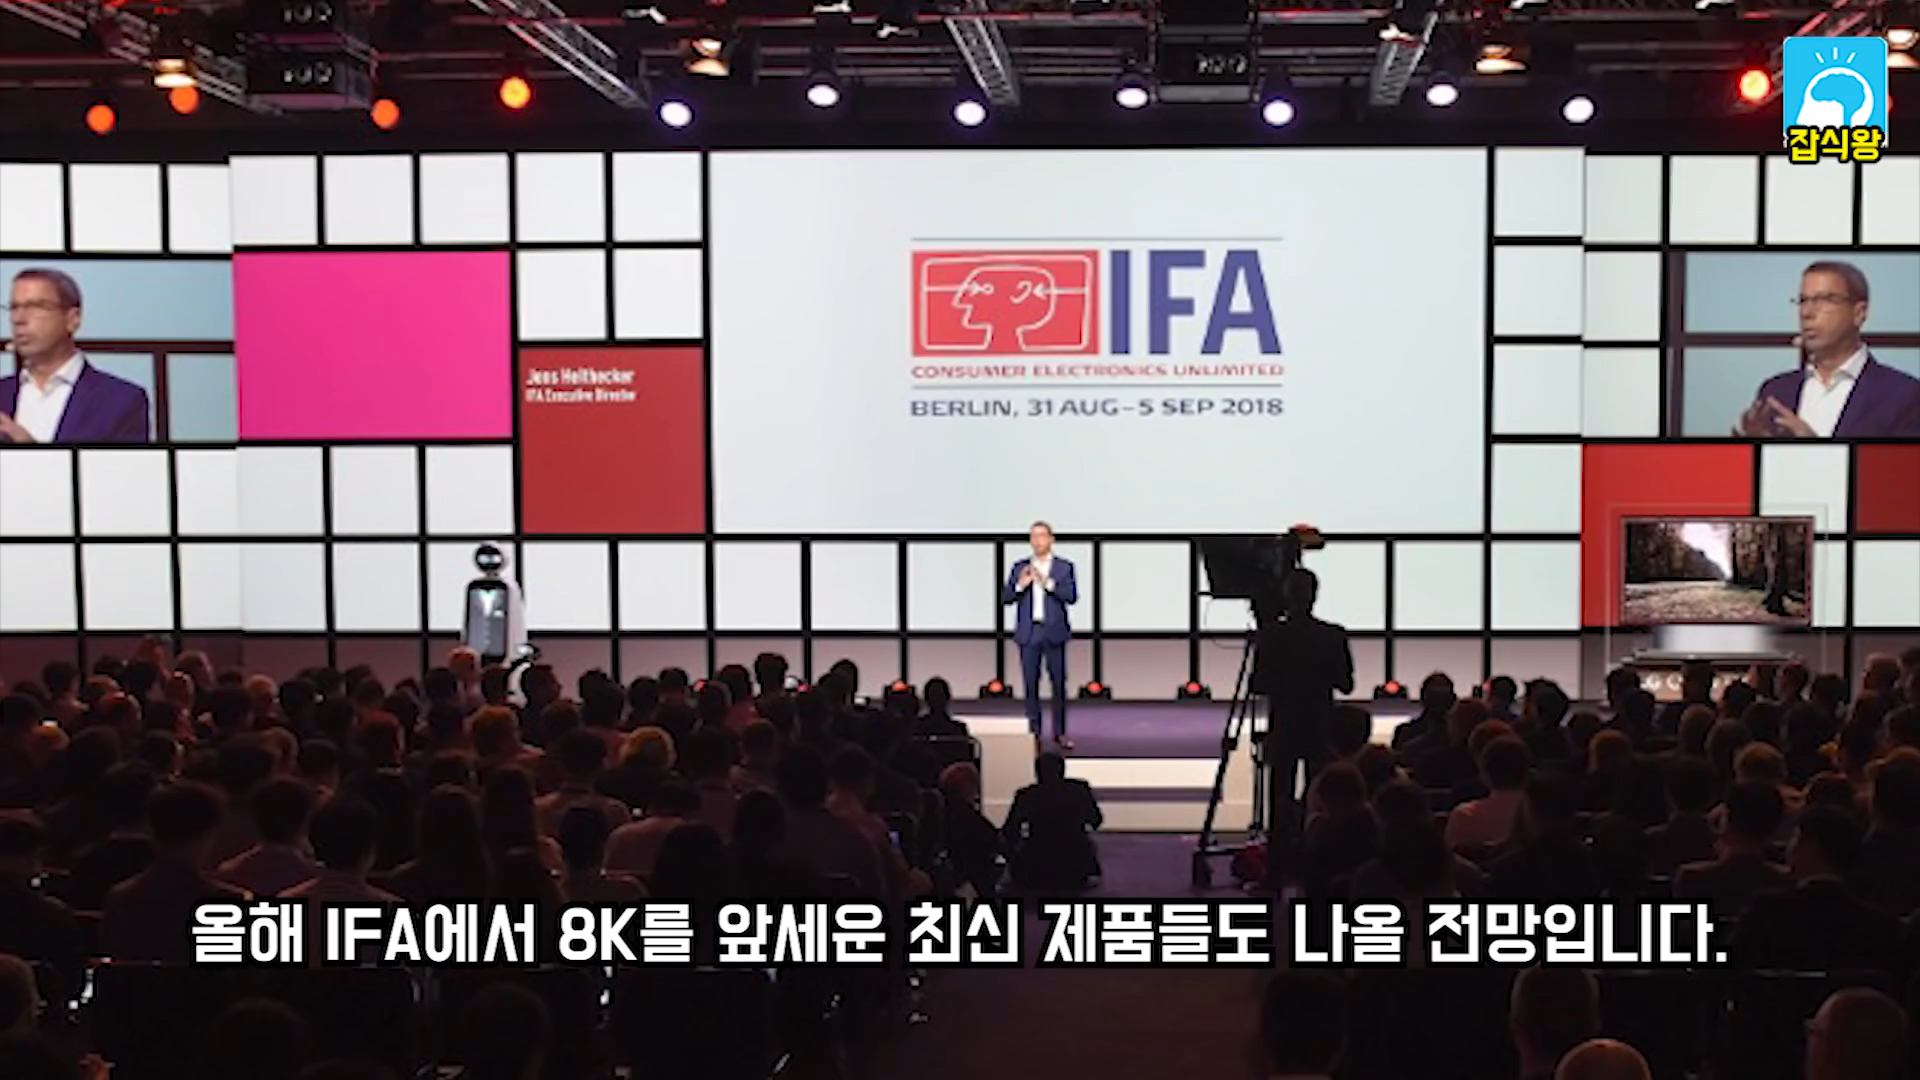 잡식왕
IFA
CONSUMER ELECTRONICS UNLIMITED
BERLIN, 31 AUG – 5 SEP 2018
Jens Heithecker
IFA Executive Director
올해 IFA에서 8K를 앞세운 최신 제품들도 나올 전망입니다.